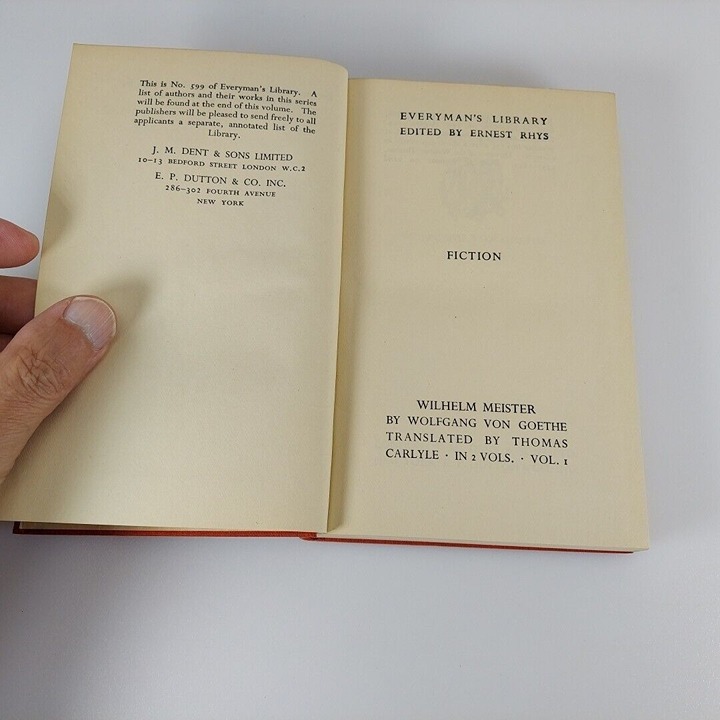 This is No. 599 of Everyman's Library. A
list of authors and their works in this series
will be found at the end of this volume. The
publishers will be pleased to send freely to all
applicants a separate, annotated list of the
Library.
J. M. DENT & SONS LIMITED
10–13 BEDFORD STREET LONDON W.C.2
E. P. DUTTON & CO. INC.
286–302 FOURTH AVENUE
NEW YORK
EVERYMAN'S LIBRARY
EDITED BY ERNEST RHYS
FICTION
WILHELM MEISTER
BY WOLFGANG VON GOETHE
TRANSLATED BY THOMAS
CARLYLE · IN 2 VOLS. · VOL. 1